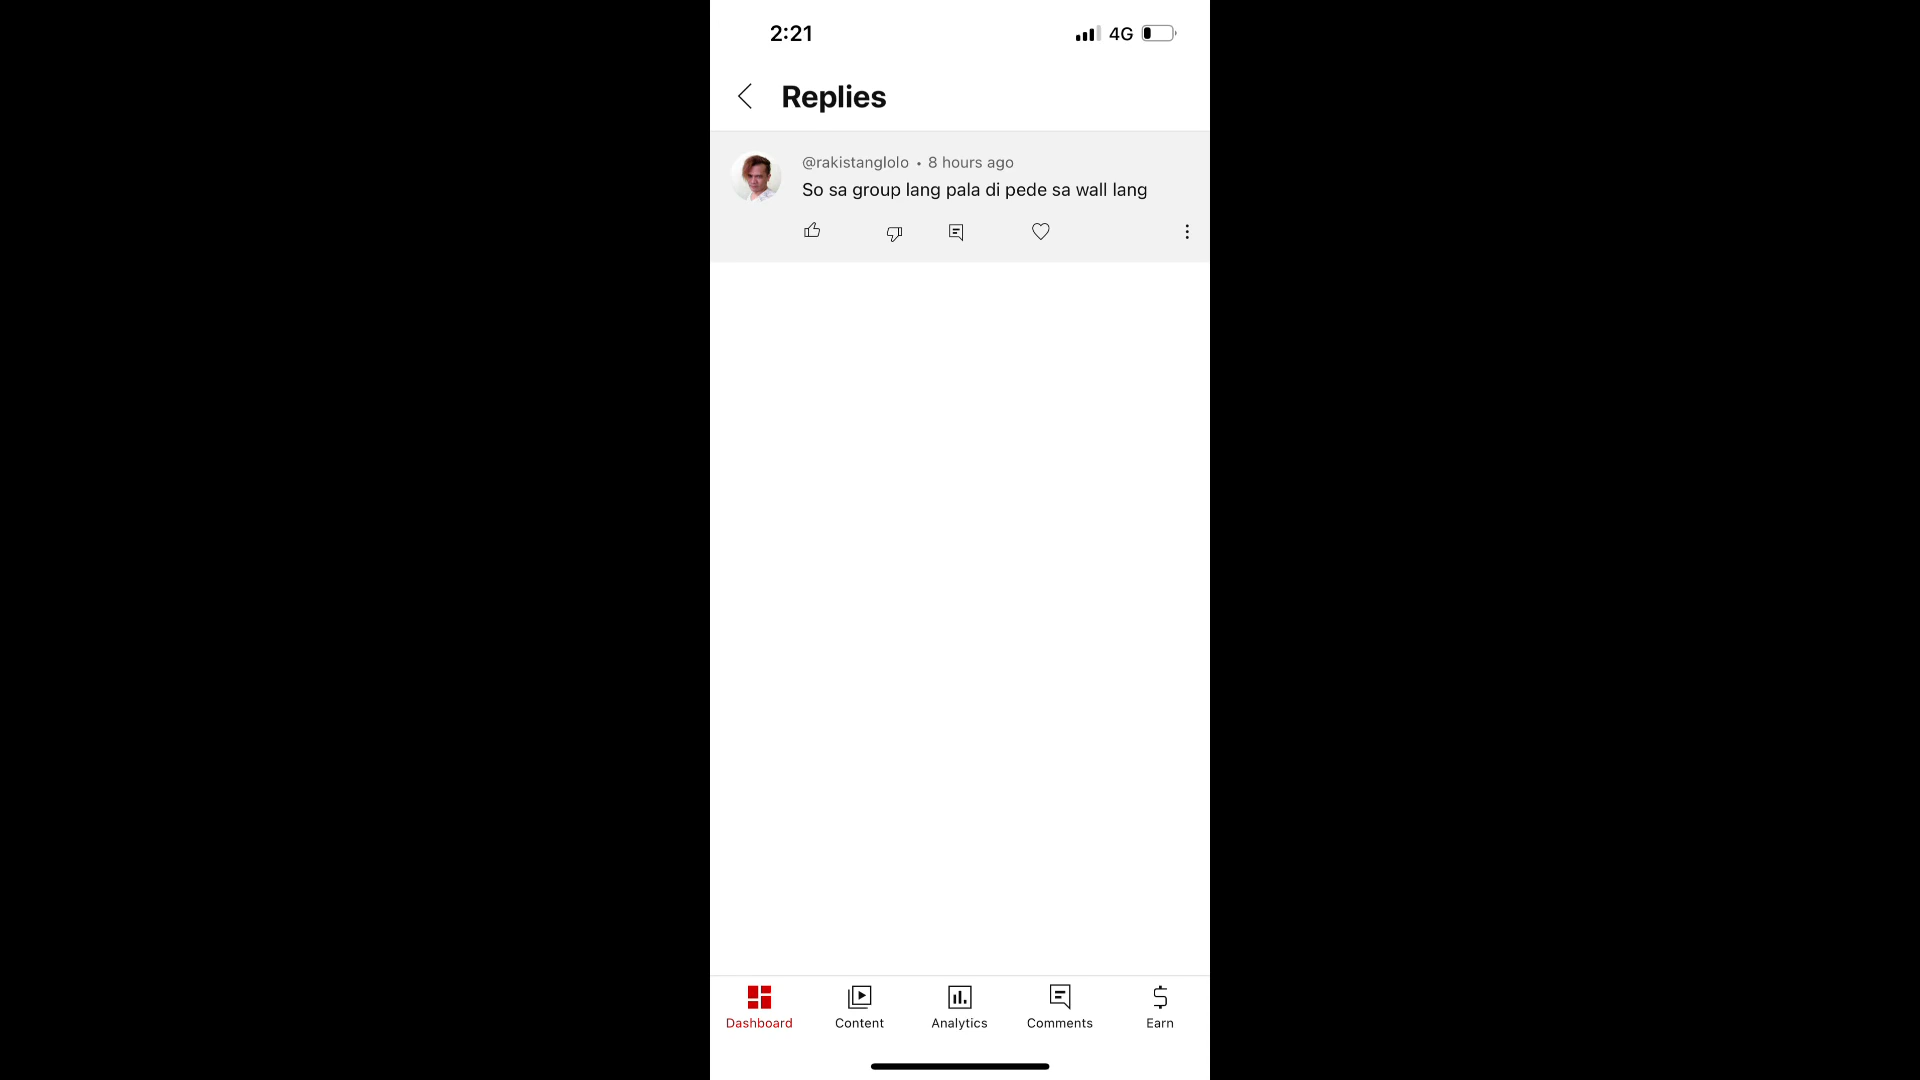 2:21 4G
Replies
@rakistanglolo • 8 hours ago
So sa group lang pala di pede sa wall lang
Dashboard Content Analytics Comments Earn